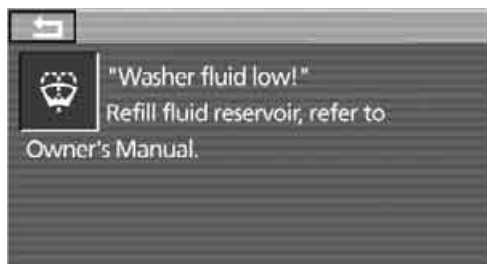 "Washer fluid low!"
Refill fluid reservoir, refer to
Owner's Manual.